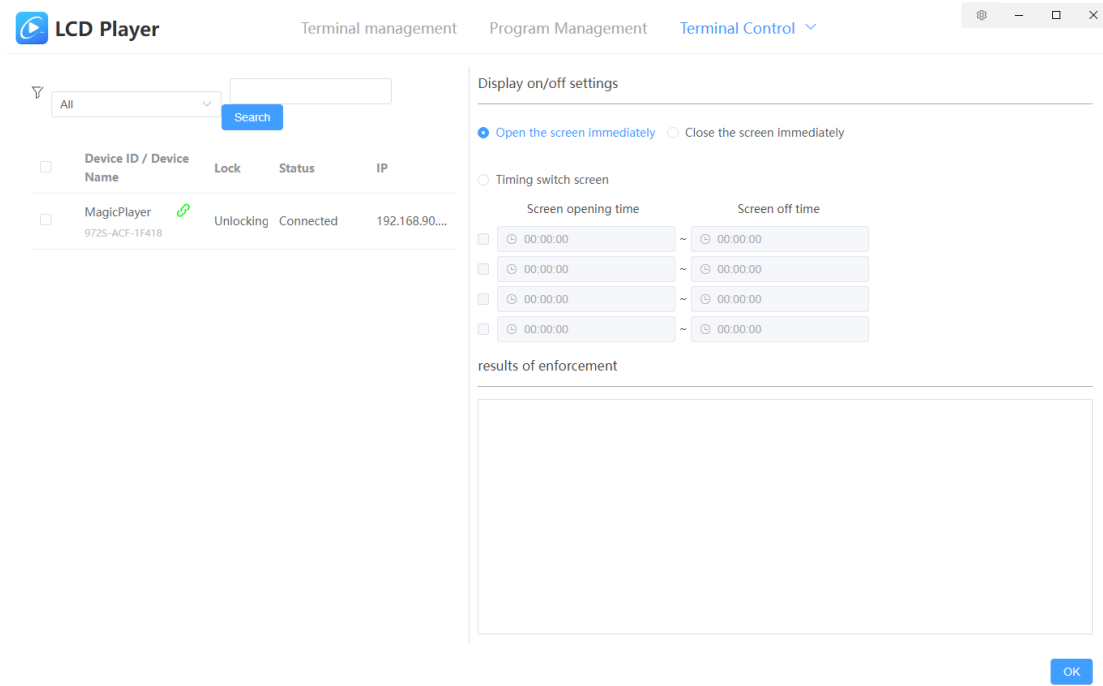 LCD Player
Terminal management
Program Management
Terminal Control
All
Search
Device ID / Device Name
Lock
Status
IP
MagicPlayer
972S-ACF-1F418
Unlocking
Connected
192.168.90....
Display on/off settings
Open the screen immediately
Close the screen immediately
Timing switch screen
Screen opening time
Screen off time
00:00:00 ~ 00:00:00
00:00:00 ~ 00:00:00
00:00:00 ~ 00:00:00
00:00:00 ~ 00:00:00
results of enforcement
OK